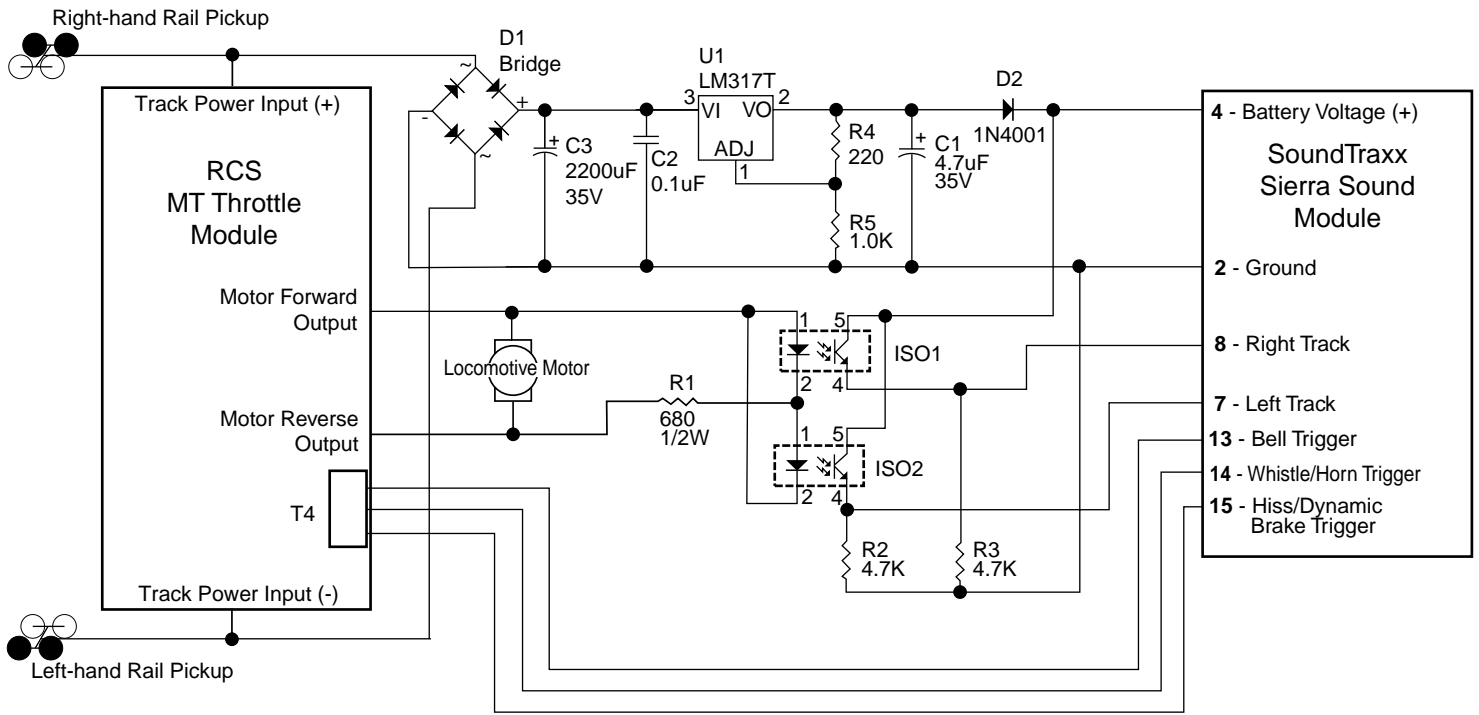 Right-hand Rail Pickup
Track Power Input (+)
RCS
MT Throttle
Module
Motor Forward
Output
Motor Reverse
Output
T4
Track Power Input (-)
Left-hand Rail Pickup
D1
Bridge
~
-
+
~
C3
2200uF
35V
+
C2
0.1uF
U1
LM317T
3
VI
VO
2
ADJ
1
R4
220
R5
1.0K
+
C1
4.7uF
35V
D2
1N4001
Locomotive Motor
R1
680
1/2W
1
5
ISO1
2
4
1
5
ISO2
2
4
R2
4.7K
R3
4.7K
4 - Battery Voltage (+)
SoundTraxx
Sierra Sound
Module
2 - Ground
8 - Right Track
7 - Left Track
13 - Bell Trigger
14 - Whistle/Horn Trigger
15 - Hiss/Dynamic
Brake Trigger